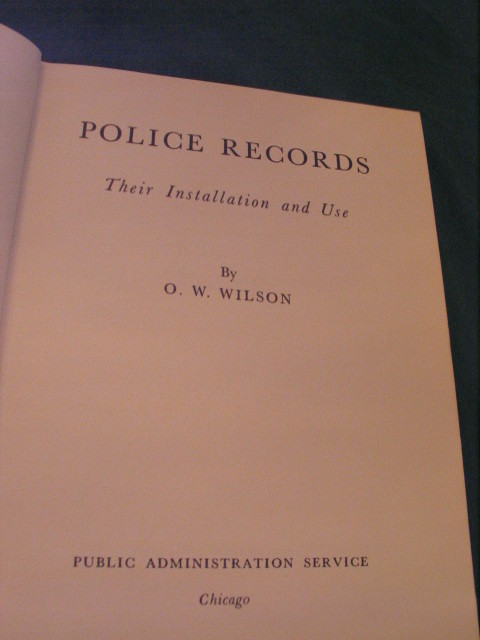 POLICE RECORDS
Their Installation and Use
By
O. W. WILSON
PUBLIC ADMINISTRATION SERVICE
Chicago